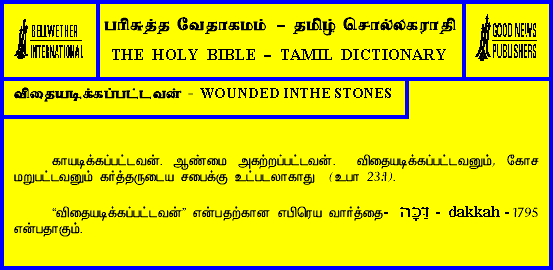 BELLWETHER
INTERNATIONAL
பரிசுத்த வேதாகமம் – தமிழ் சொல்லகராதி
THE HOLY BIBLE – TAMIL DICTIONARY
GOOD NEWS
PUBLISHERS
விதையடிக்கப்பட்டவன் - WOUNDED INTHE STONES
காயடிக்கப்பட்டவன். ஆண்மை அகற்றப்பட்டவன். விதையடிக்கப்பட்டவனும், கோச
மறுபட்டவனும் கர்த்தருடைய சபைக்கு உட்படலாகாது (உபா 23:1).
“விதையடிக்கப்பட்டவன்” என்பதற்கான எபிரெய வார்த்தை- דַּכָּה - dakkah - 1795
என்பதாகும்.